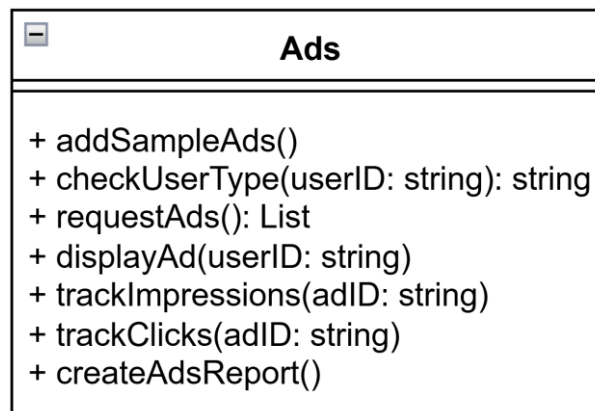 Ads
+ addSampleAds()
+ checkUserType(userID: string): string
+ requestAds(): List
+ displayAd(userID: string)
+ trackImpressions(adID: string)
+ trackClicks(adID: string)
+ createAdsReport()